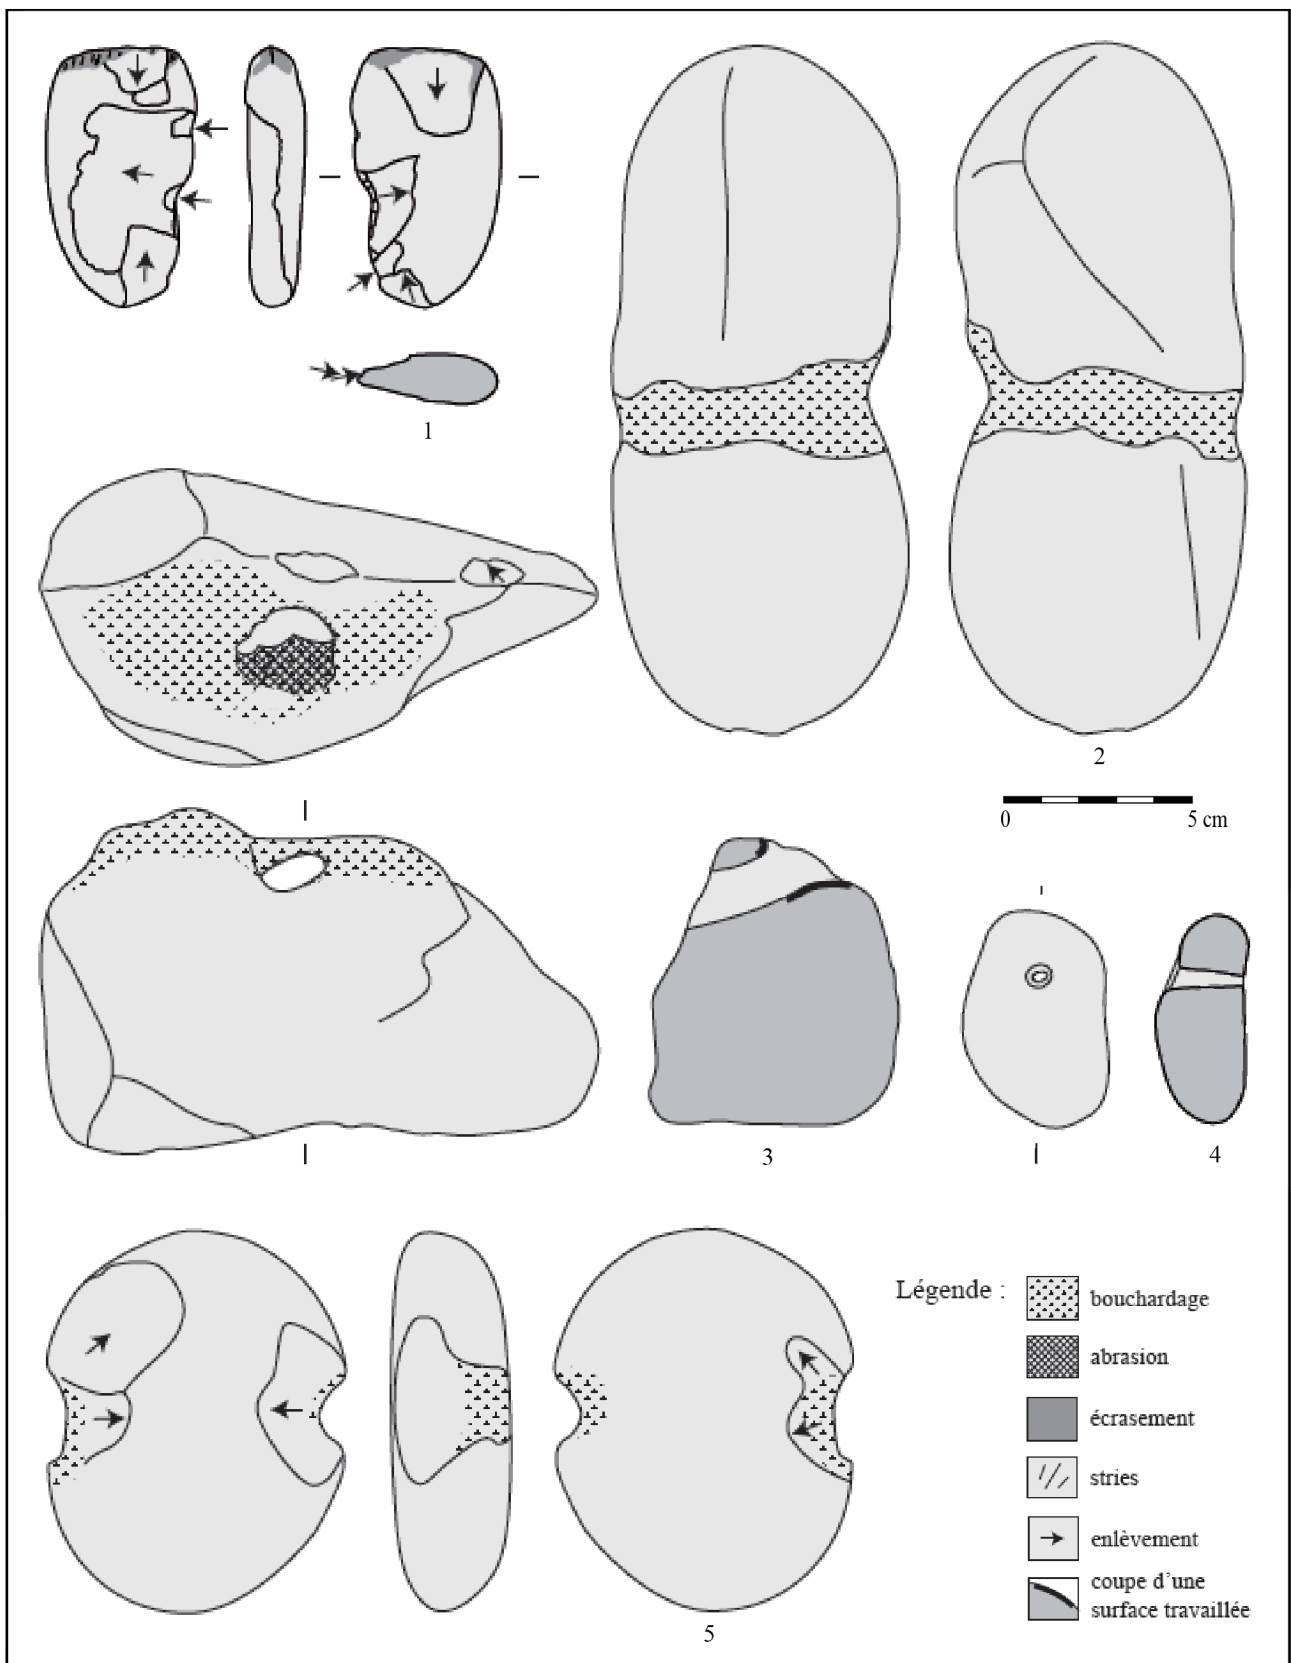 1
2
0 5 cm
3
4
5
Légende :
bouchardage
abrasion
écrasement
stries
enlèvement
coupe d'une
surface travaillée